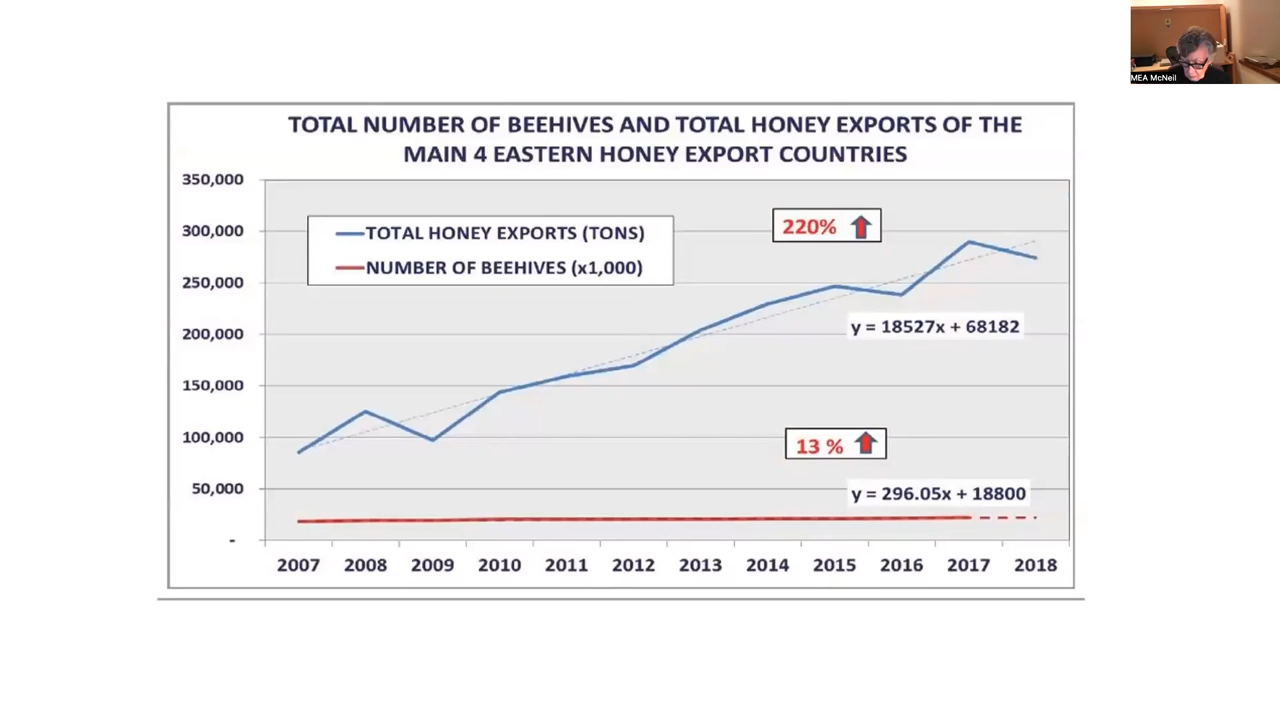 MEA McNeil
TOTAL NUMBER OF BEEHIVES AND TOTAL HONEY EXPORTS OF THE
MAIN 4 EASTERN HONEY EXPORT COUNTRIES
350,000
300,000
250,000
200,000
150,000
100,000
50,000
-
TOTAL HONEY EXPORTS (TONS)
NUMBER OF BEEHIVES (x1,000)
220%
y = 18527x + 68182
13 %
y = 296.05x + 18800
2007 2008 2009 2010 2011 2012 2013 2014 2015 2016 2017 2018